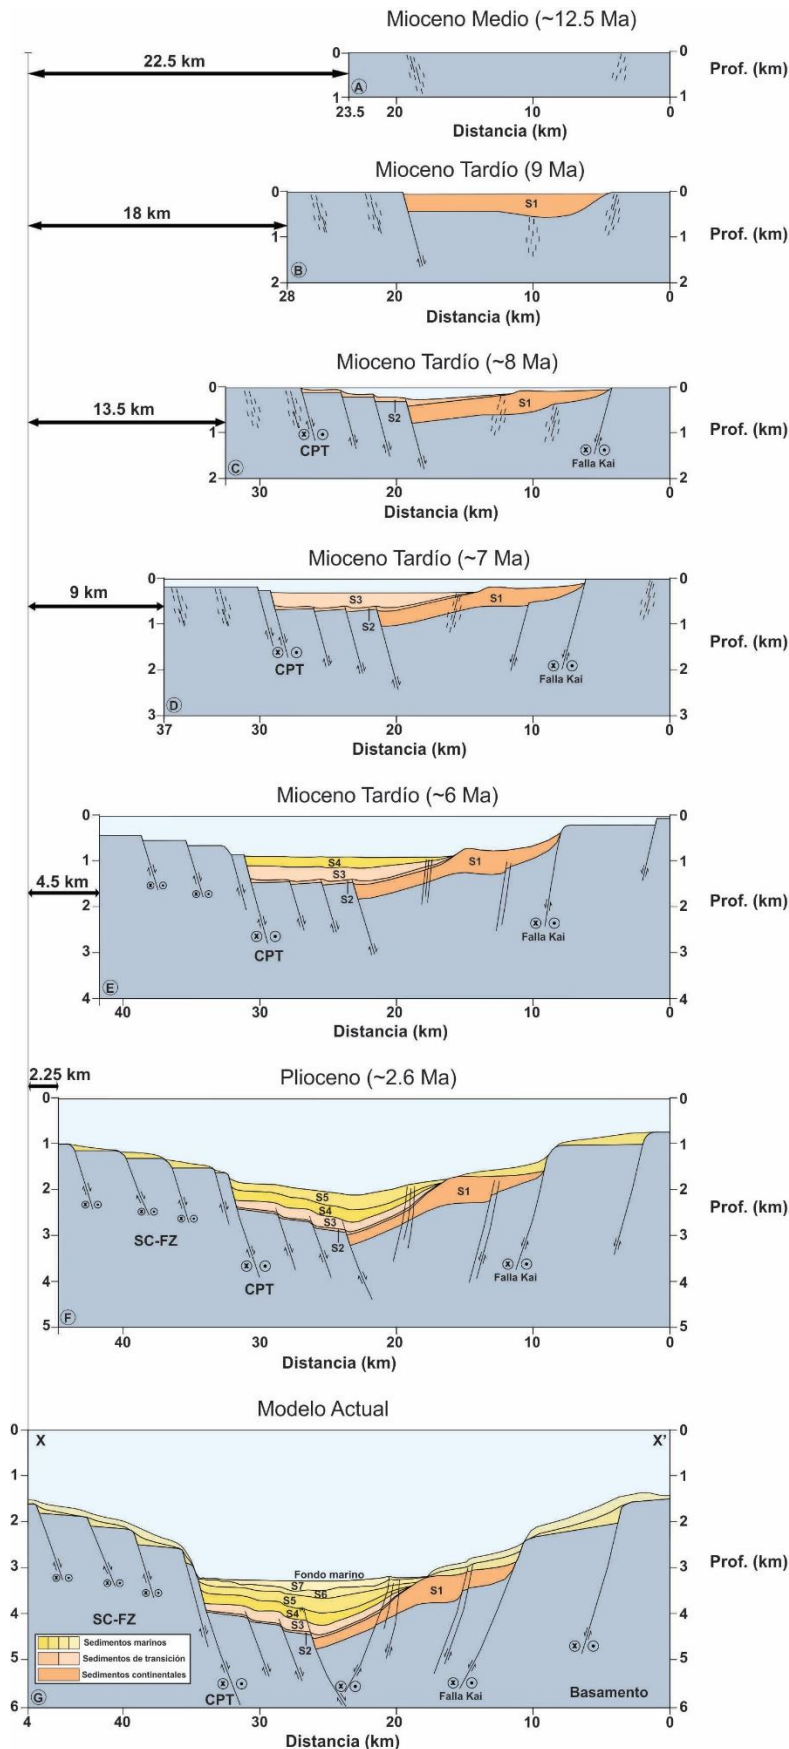 Mioceno Medio (~12.5 Ma)
22.5 km
0
1
0
1
Prof. (km)
A
23.5 20 10 0
Distancia (km)
Mioceno Tardío (9 Ma)
18 km
0
1
2
S1
0
1
2
Prof. (km)
B
28 20 10 0
Distancia (km)
Mioceno Tardío (~8 Ma)
13.5 km
0
1
2
S1
S2
CPT
Falla Kai
0
1
2
Prof. (km)
C
30 20 10 0
Distancia (km)
Mioceno Tardío (~7 Ma)
9 km
0
1
2
3
S3
S1
S2
CPT
Falla Kai
0
1
2
3
Prof. (km)
D
37 30 20 10 0
Distancia (km)
Mioceno Tardío (~6 Ma)
4.5 km
0
1
2
3
4
S4
S1
S3
S2
CPT
Falla Kai
0
1
2
3
4
Prof. (km)
E
40 30 20 10 0
Distancia (km)
2.25 km
Plioceno (~2.6 Ma)
0
1
2
3
4
5
S5
S1
S4
S3
S2
SC-FZ
CPT
Falla Kai
0
1
2
3
4
5
Prof. (km)
F
40 30 20 10 0
Distancia (km)
Modelo Actual
X X'
0
1
2
3
4
5
6
Fondo marino
S7
S6
S5
S1
S4
S3
S2
SC-FZ
Sedimentos marinos
Sedimentos de transición
Sedimentos continentales
CPT
Falla Kai
Basamento
0
1
2
3
4
5
6
Prof. (km)
G
4 40 30 20 10 0
Distancia (km)